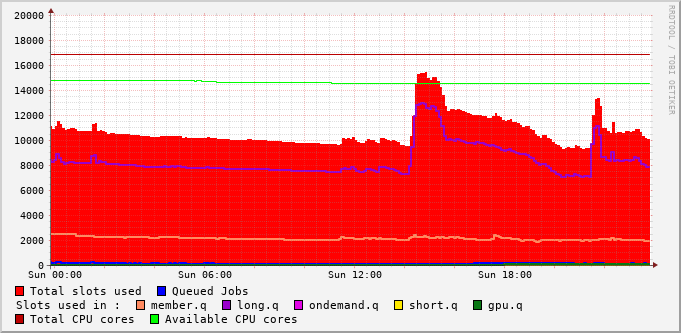 20000
18000
16000
14000
12000
10000
8000
6000
4000
2000
0
Sun 00:00 Sun 06:00 Sun 12:00 Sun 18:00
RRDTOOL / TOBI OETIKER
Total slots used Queued Jobs
Slots used in : member.q long.q ondemand.q short.q gpu.q
Total CPU cores Available CPU cores